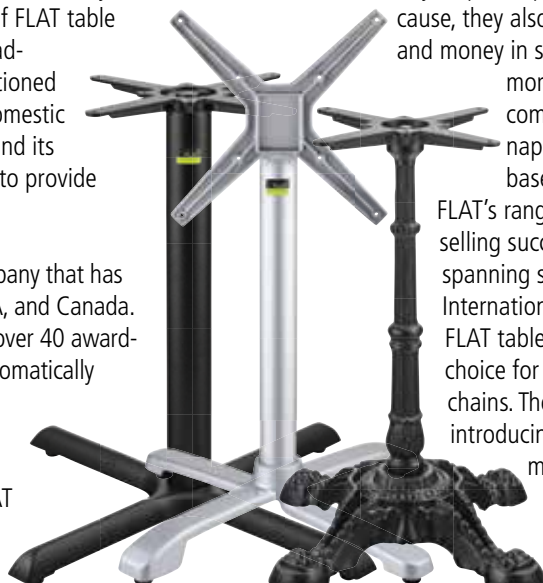 f FLAT table
ad-
tioned
omestic
nd its
to provide
pany that has
A, and Canada.
over 40 award-
omatically
AT
cause, they also
and money in s
mor
com
nap
base
FLAT's rang
selling succ
spanning s
Internation
FLAT table
choice for
chains. The
introducin
m